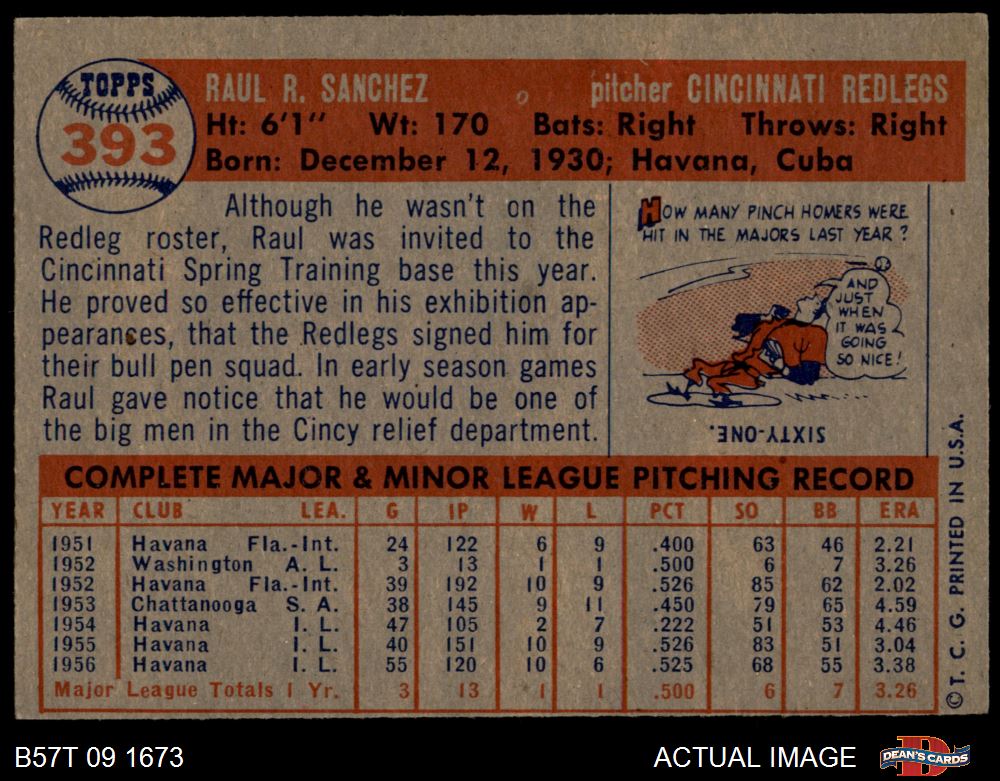 TOPPS
393
RAUL R. SANCHEZ pitcher CINCINNATI REDLEGS
Ht: 6'1" Wt: 170 Bats: Right Throws: Right
Born: December 12, 1930; Havana, Cuba
Although he wasn't on the
Redleg roster, Raul was invited to the
Cincinnati Spring Training base this year.
He proved so effective in his exhibition ap-
pearances, that the Redlegs signed him for
their bull pen squad. In early season games
Raul gave notice that he would be one of
the big men in the Cincy relief department.
HOW MANY PINCH HOMERS WERE
HIT IN THE MAJORS LAST YEAR?
AND
JUST
WHEN
IT WAS
GOING
SO NICE!
SIXTY-ONE.
COMPLETE MAJOR & MINOR LEAGUE PITCHING RECORD
YEAR CLUB LEA. G IP W L PCT SO BB ERA
1951 Havana Fla.-Int. 24 122 6 9 .400 63 46 2.21
1952 Washington A. L. 3 13 1 1 .500 6 7 3.26
1952 Havana Fla.-Int. 39 192 10 9 .526 85 62 2.02
1953 Chattanooga S. A. 38 145 9 11 .450 79 65 4.59
1954 Havana I. L. 47 105 2 7 .222 51 53 4.46
1955 Havana I. L. 40 151 10 9 .526 83 51 3.04
1956 Havana I. L. 55 120 10 6 .525 68 55 3.38
Major League Totals 1 Yr. 3 13 1 1 .500 6 7 3.26
© T. C. G. PRINTED IN U.S.A.
B57T 09 1673 ACTUAL IMAGE DEAN'S CARDS